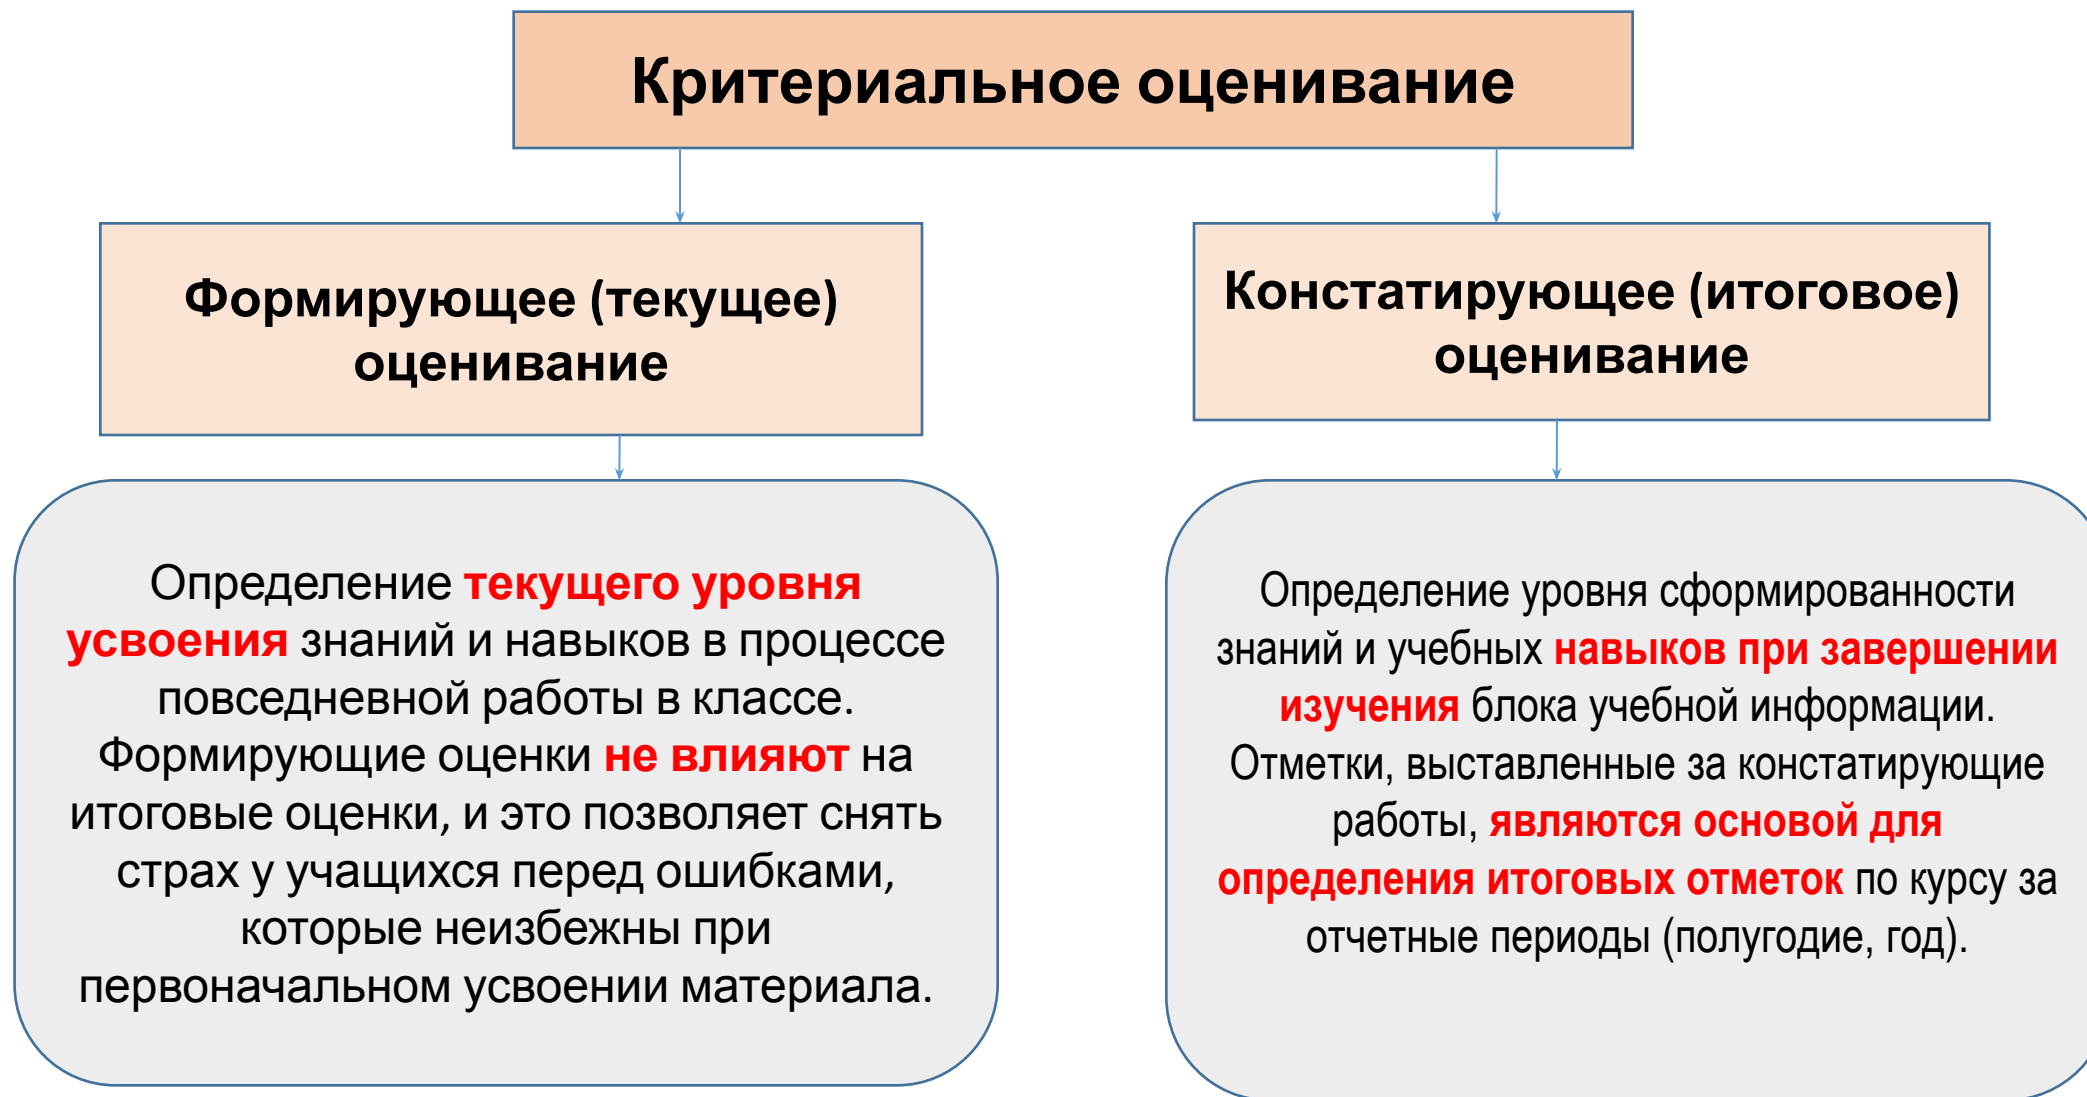 Критериальное оценивание
Формирующее (текущее)
оценивание
Констатирующее (итоговое)
оценивание
Определение текущего уровня
усвоения знаний и навыков в процессе
повседневной работы в классе.
Формирующие оценки не влияют на
итоговые оценки, и это позволяет снять
страх у учащихся перед ошибками,
которые неизбежны при
первоначальном усвоении материала.
Определение уровня сформированности
знаний и учебных навыков при завершении
изучения блока учебной информации.
Отметки, выставленные за констатирующие
работы, являются основой для
определения итоговых отметок по курсу за
отчетные периоды (полугодие, год).